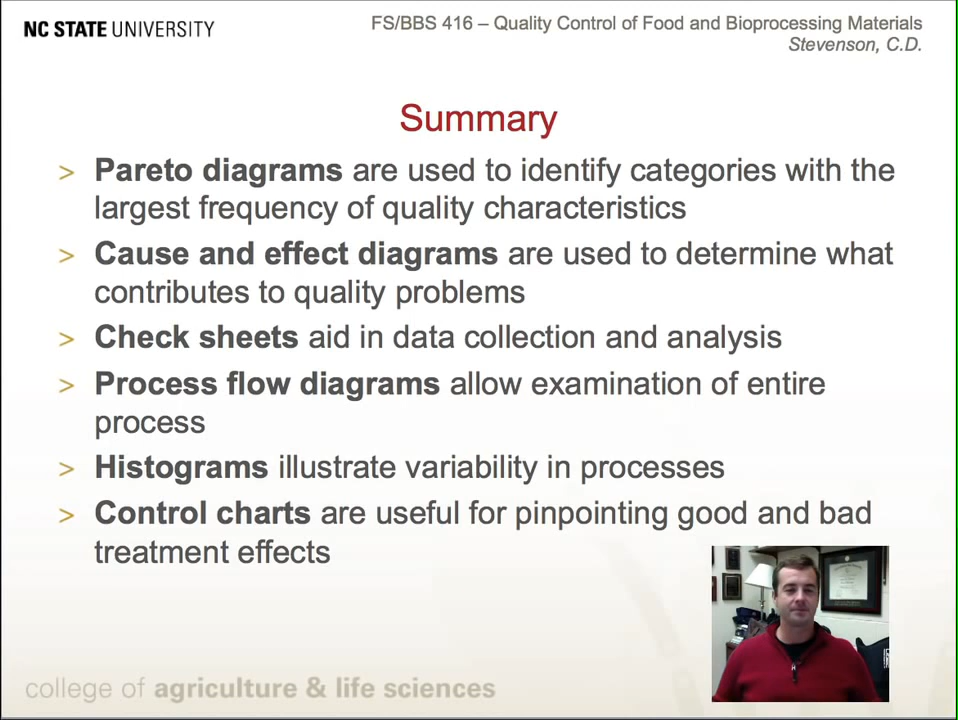 NC STATE UNIVERSITY
FS/BBS 416 – Quality Control of Food and Bioprocessing Materials
Stevenson, C.D.
Summary
> Pareto diagrams are used to identify categories with the
largest frequency of quality characteristics
> Cause and effect diagrams are used to determine what
contributes to quality problems
> Check sheets aid in data collection and analysis
> Process flow diagrams allow examination of entire
process
> Histograms illustrate variability in processes
> Control charts are useful for pinpointing good and bad
treatment effects
college of agriculture & life sciences